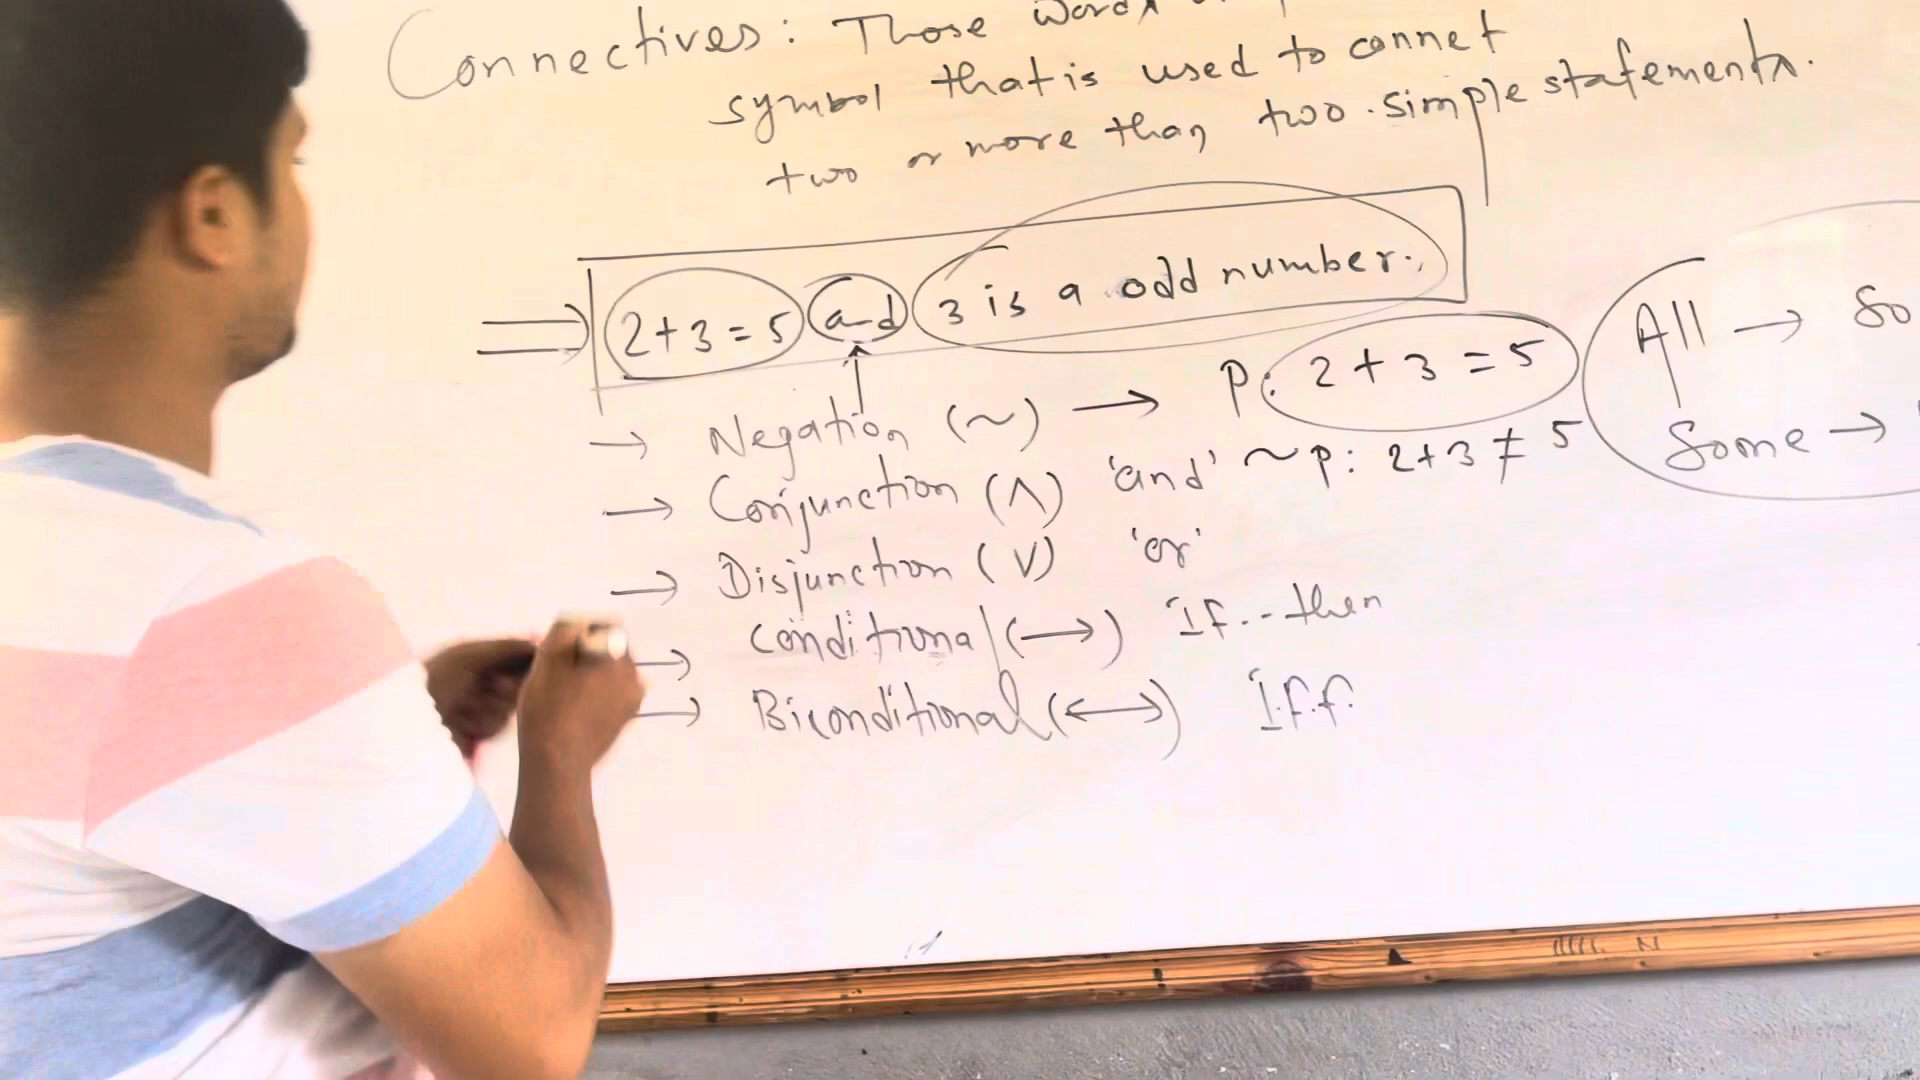 Connectives: Those words
symbol that is used to connet
two or more than two simple statements.
⇒ 2+3=5 and 3 is a odd number.
→ Negation (~) → P: 2+3=5
→ Conjunction (∧) 'and' ~p: 2+3≠5
→ Disjunction (∨) 'or'
→ Conditional (→) If...then
→ Biconditional (↔) I.f.f.
All → So
Some →